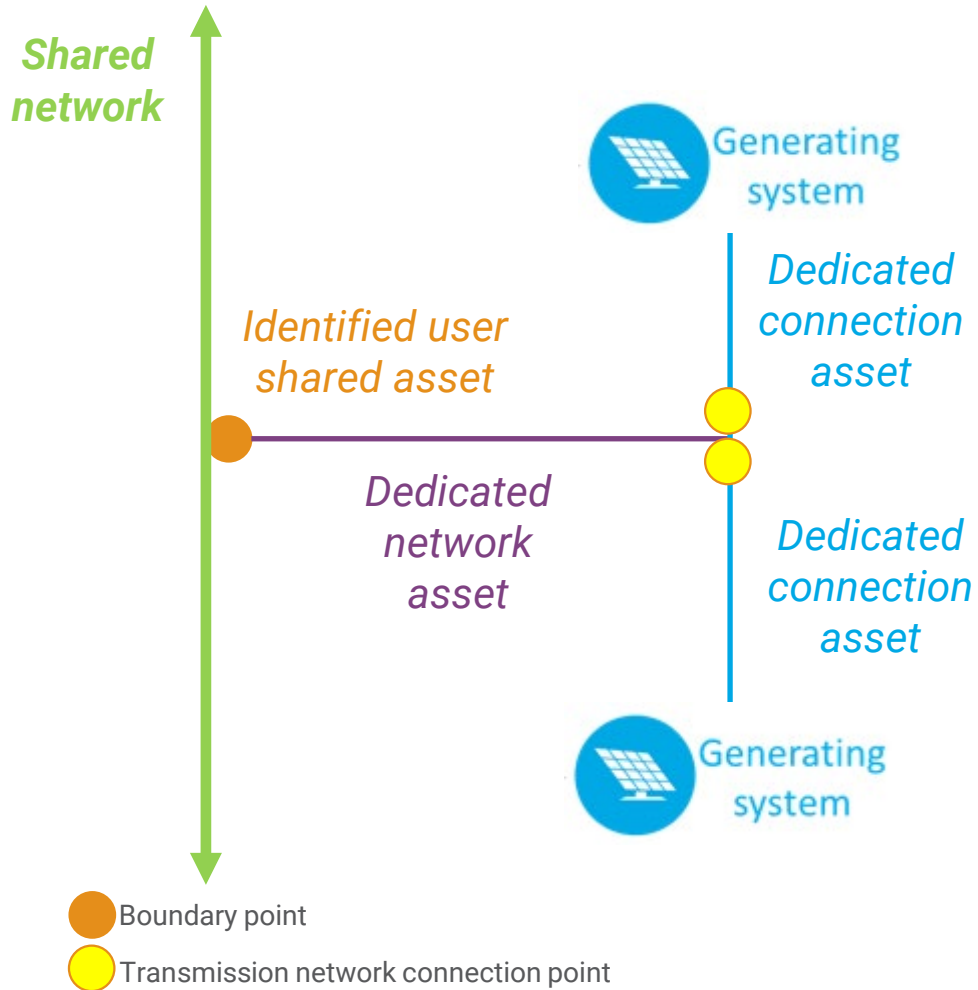 Shared
network
Generating
system
Dedicated
connection
asset
Identified user
shared asset
Dedicated
network
asset
Dedicated
connection
asset
Generating
system
Boundary point
Transmission network connection point